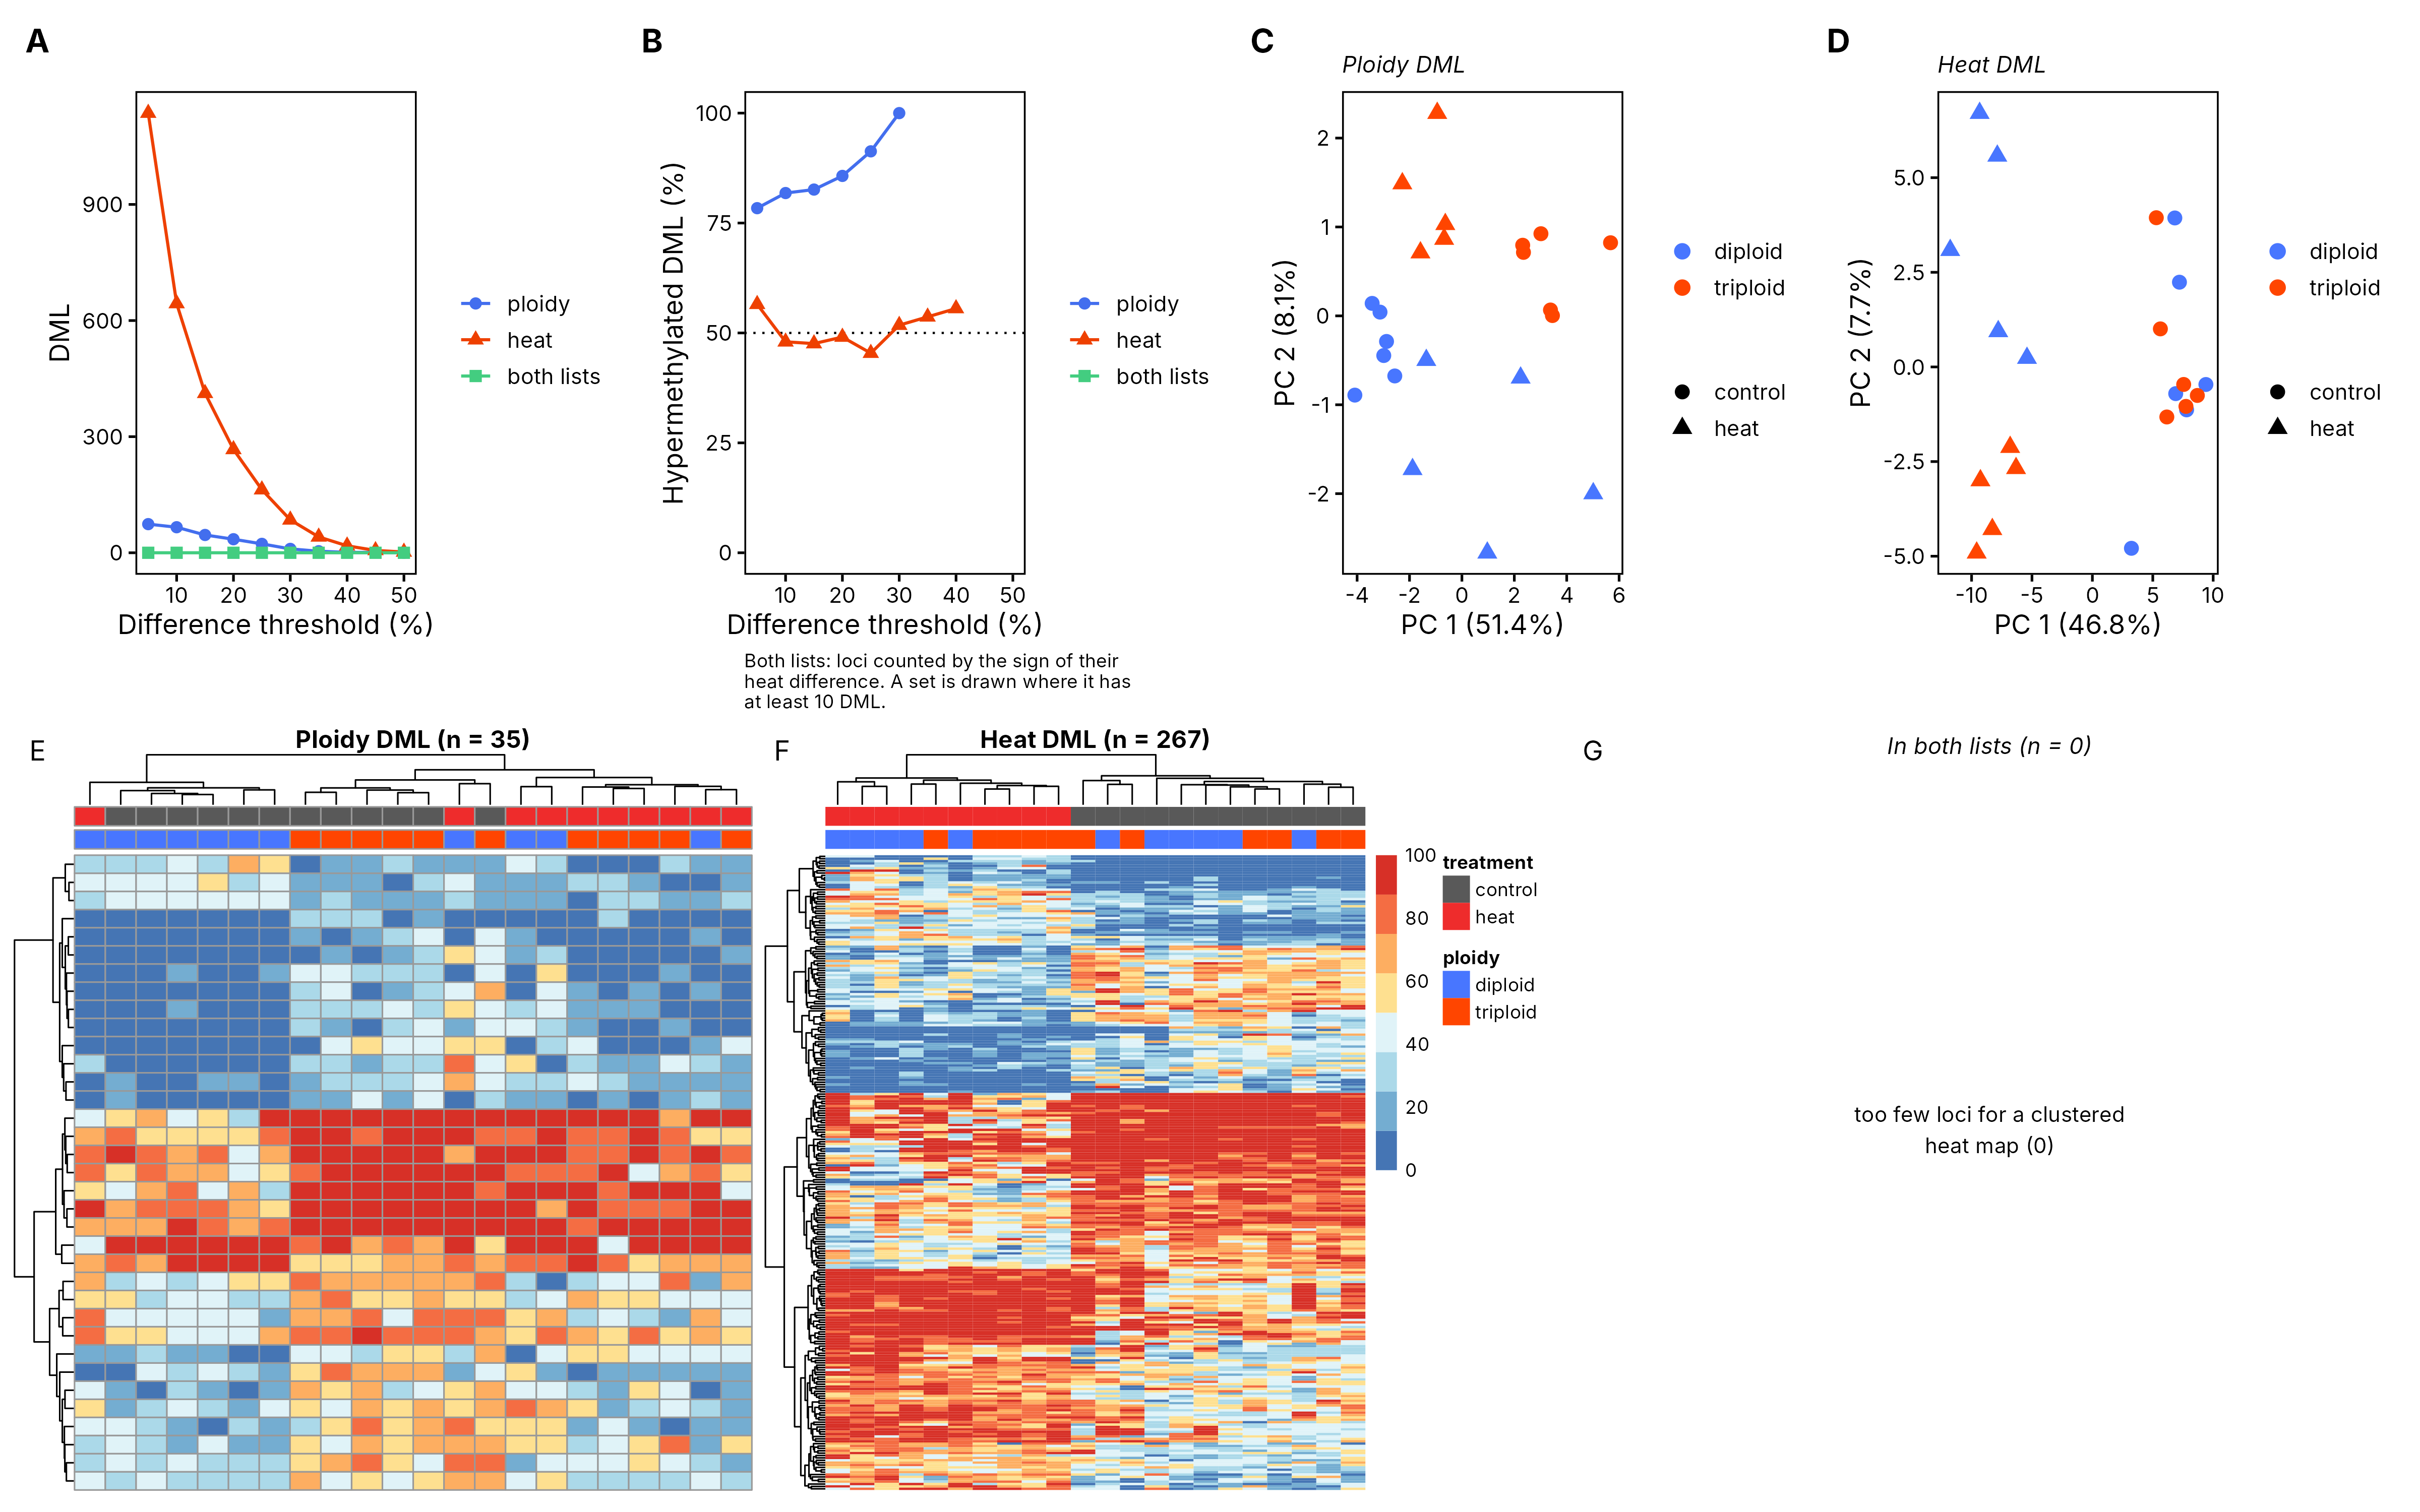 A
DML
900
600
300
0
10 20 30 40 50
Difference threshold (%)
ploidy
heat
both lists
B
Hypermethylated DML (%)
100
75
50
25
0
10 20 30 40 50
Difference threshold (%)
ploidy
heat
both lists
Both lists: loci counted by the sign of their
heat difference. A set is drawn where it has
at least 10 DML.
C
Ploidy DML
PC 2 (8.1%)
2
1
0
-1
-2
-4 -2 0 2 4 6
PC 1 (51.4%)
diploid
triploid
control
heat
D
Heat DML
PC 2 (7.7%)
5.0
2.5
0.0
-2.5
-5.0
-10 -5 0 5 10
PC 1 (46.8%)
diploid
triploid
control
heat
E
Ploidy DML (n = 35)
F
Heat DML (n = 267)
100
80
60
40
20
0
treatment
control
heat
ploidy
diploid
triploid
G
In both lists (n = 0)
too few loci for a clustered
heat map (0)